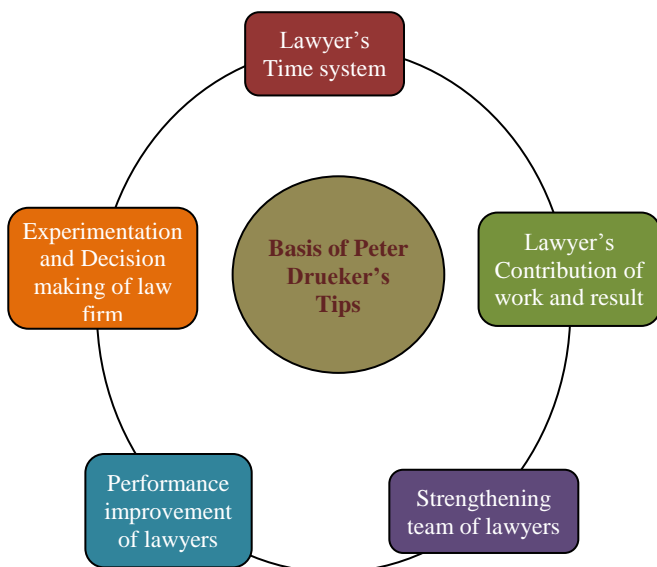 Lawyer’s
Time system
Experimentation
and Decision
making of law
firm
Basis of Peter
Drueker’s
Tips
Lawyer’s
Contribution of
work and result
Performance
improvement
of lawyers
Strengthening
team of lawyers